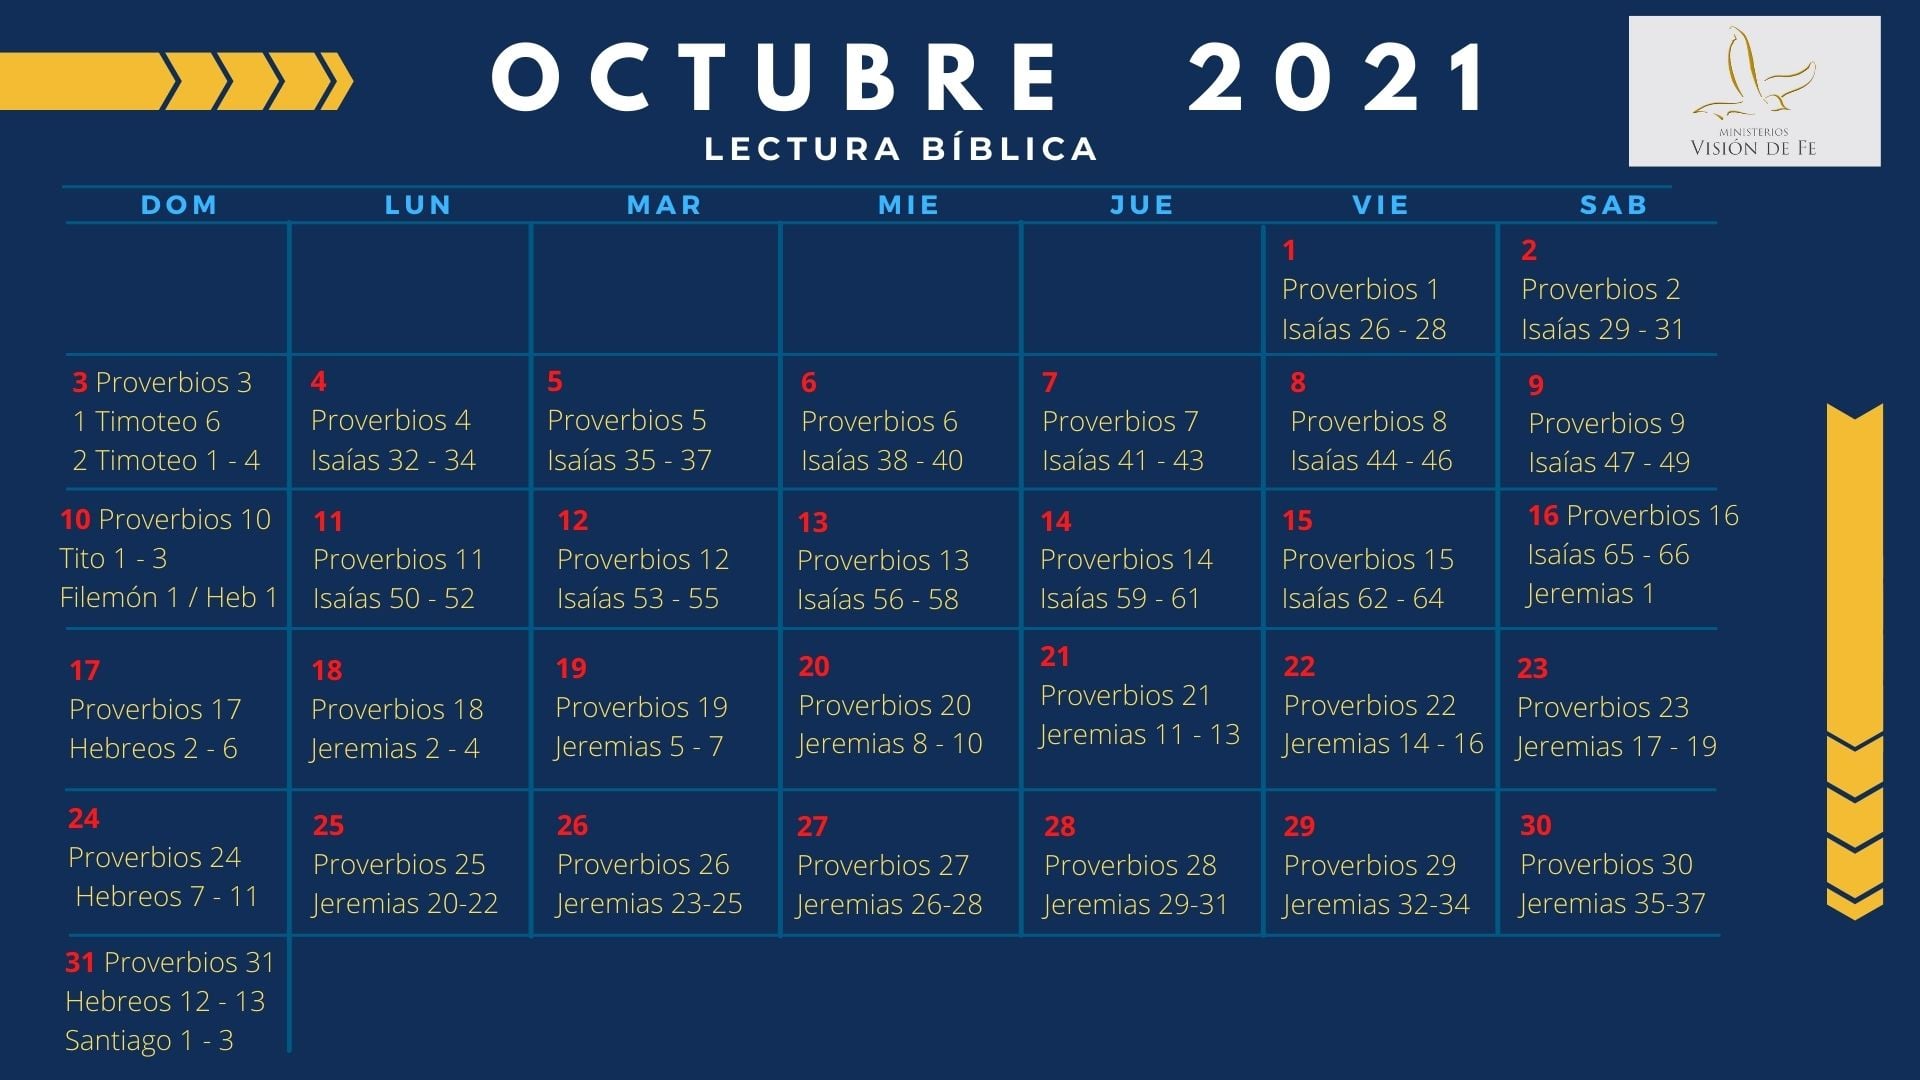 OCTUBRE 2021
LECTURA BÍBLICA
MINISTERIOS
VISIÓN DE FE
DOM LUN MAR MIE JUE VIE SAB
1
Proverbios 1
Isaías 26 - 28
2
Proverbios 2
Isaías 29 - 31
3 Proverbios 3
1 Timoteo 6
2 Timoteo 1 - 4
4
Proverbios 4
Isaías 32 - 34
5
Proverbios 5
Isaías 35 - 37
6
Proverbios 6
Isaías 38 - 40
7
Proverbios 7
Isaías 41 - 43
8
Proverbios 8
Isaías 44 - 46
9
Proverbios 9
Isaías 47 - 49
10 Proverbios 10
Tito 1 - 3
Filemón 1 / Heb 1
11
Proverbios 11
Isaías 50 - 52
12
Proverbios 12
Isaías 53 - 55
13
Proverbios 13
Isaías 56 - 58
14
Proverbios 14
Isaías 59 - 61
15
Proverbios 15
Isaías 62 - 64
16 Proverbios 16
Isaías 65 - 66
Jeremias 1
17
Proverbios 17
Hebreos 2 - 6
18
Proverbios 18
Jeremias 2 - 4
19
Proverbios 19
Jeremias 5 - 7
20
Proverbios 20
Jeremias 8 - 10
21
Proverbios 21
Jeremias 11 - 13
22
Proverbios 22
Jeremias 14 - 16
23
Proverbios 23
Jeremias 17 - 19
24
Proverbios 24
Hebreos 7 - 11
25
Proverbios 25
Jeremias 20-22
26
Proverbios 26
Jeremias 23-25
27
Proverbios 27
Jeremias 26-28
28
Proverbios 28
Jeremias 29-31
29
Proverbios 29
Jeremias 32-34
30
Proverbios 30
Jeremias 35-37
31 Proverbios 31
Hebreos 12 - 13
Santiago 1 - 3